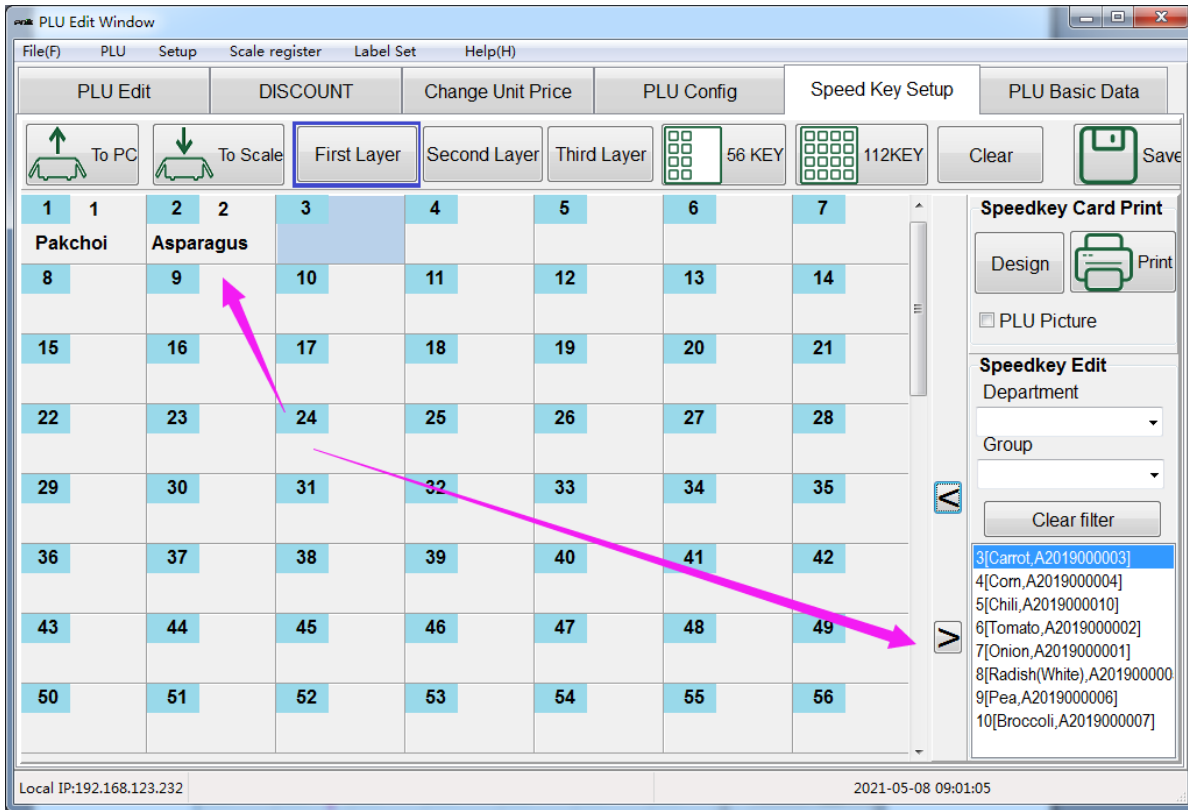 PLU Edit Window
File(F) PLU Setup Scale register Label Set Help(H)
PLU Edit DISCOUNT Change Unit Price PLU Config Speed Key Setup PLU Basic Data
To PC To Scale First Layer Second Layer Third Layer 56 KEY 112KEY Clear Save
1 1 2 2 3 4 5 6 7
Pakchoi Asparagus
8 9 10 11 12 13 14
15 16 17 18 19 20 21
22 23 24 25 26 27 28
29 30 31 32 33 34 35
36 37 38 39 40 41 42
43 44 45 46 47 48 49
50 51 52 53 54 55 56
<
>
Speedkey Card Print
Design Print
PLU Picture
Speedkey Edit
Department
Group
Clear filter
3[Carrot,A2019000003]
4[Corn,A2019000004]
5[Chili,A2019000010]
6[Tomato,A2019000002]
7[Onion,A2019000001]
8[Radish(White),A201900000
9[Pea,A2019000006]
10[Broccoli,A2019000007]
Local IP:192.168.123.232 2021-05-08 09:01:05